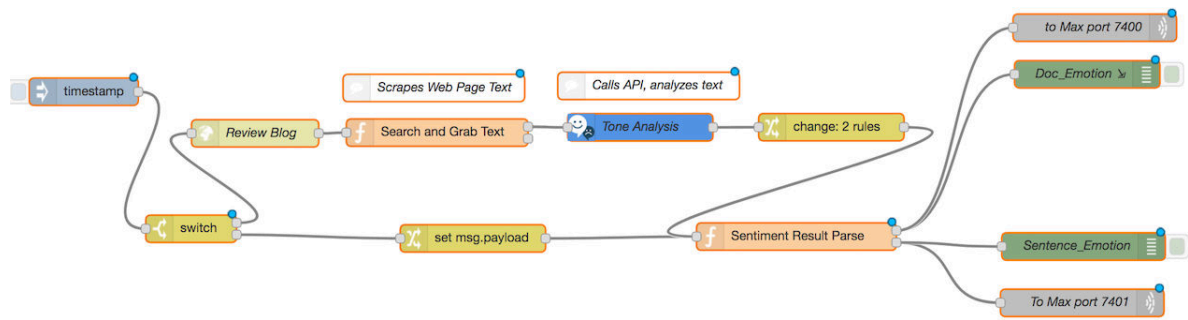 to Max port 7400
Doc_Emotion
timestamp
Scrapes Web Page Text
Calls API, analyzes text
Review Blog
Search and Grab Text
Tone Analysis
change: 2 rules
switch
set msg.payload
Sentiment Result Parse
Sentence_Emotion
To Max port 7401